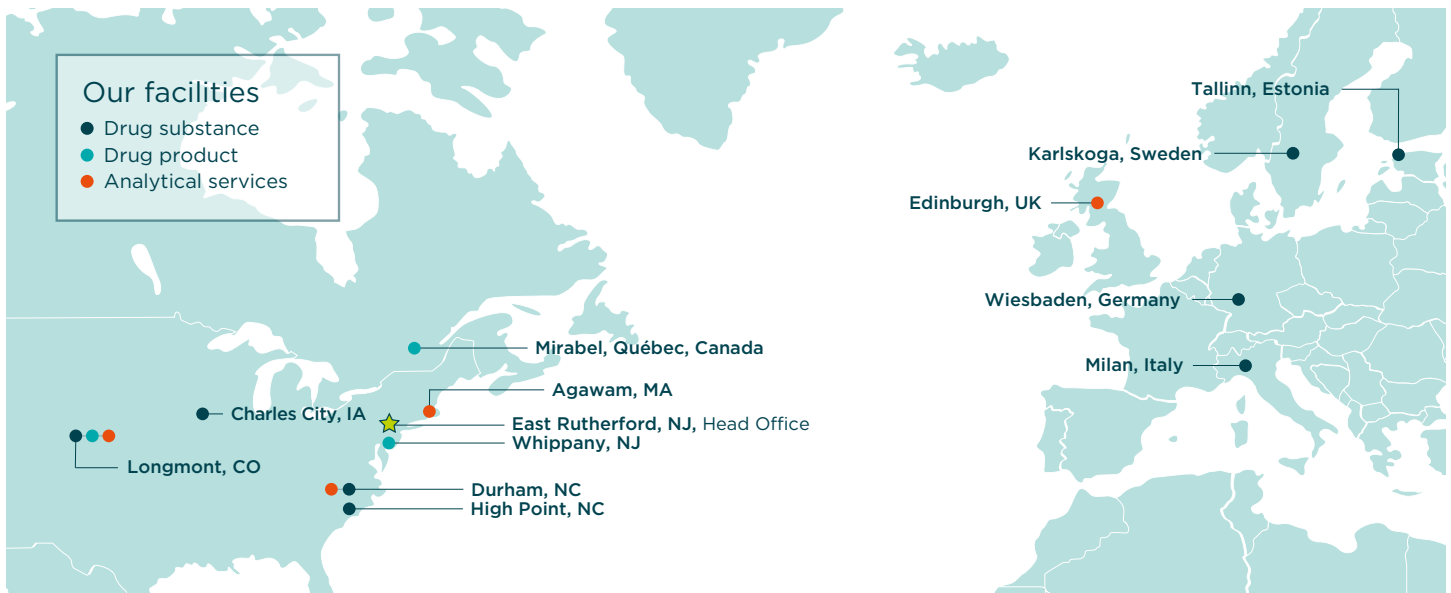 Our facilities
Drug substance
Drug product
Analytical services
Tallinn, Estonia
Karlskoga, Sweden
Edinburgh, UK
Wiesbaden, Germany
Milan, Italy
Mirabel, Québec, Canada
Agawam, MA
Charles City, IA
East Rutherford, NJ, Head Office
Whippany, NJ
Longmont, CO
Durham, NC
High Point, NC